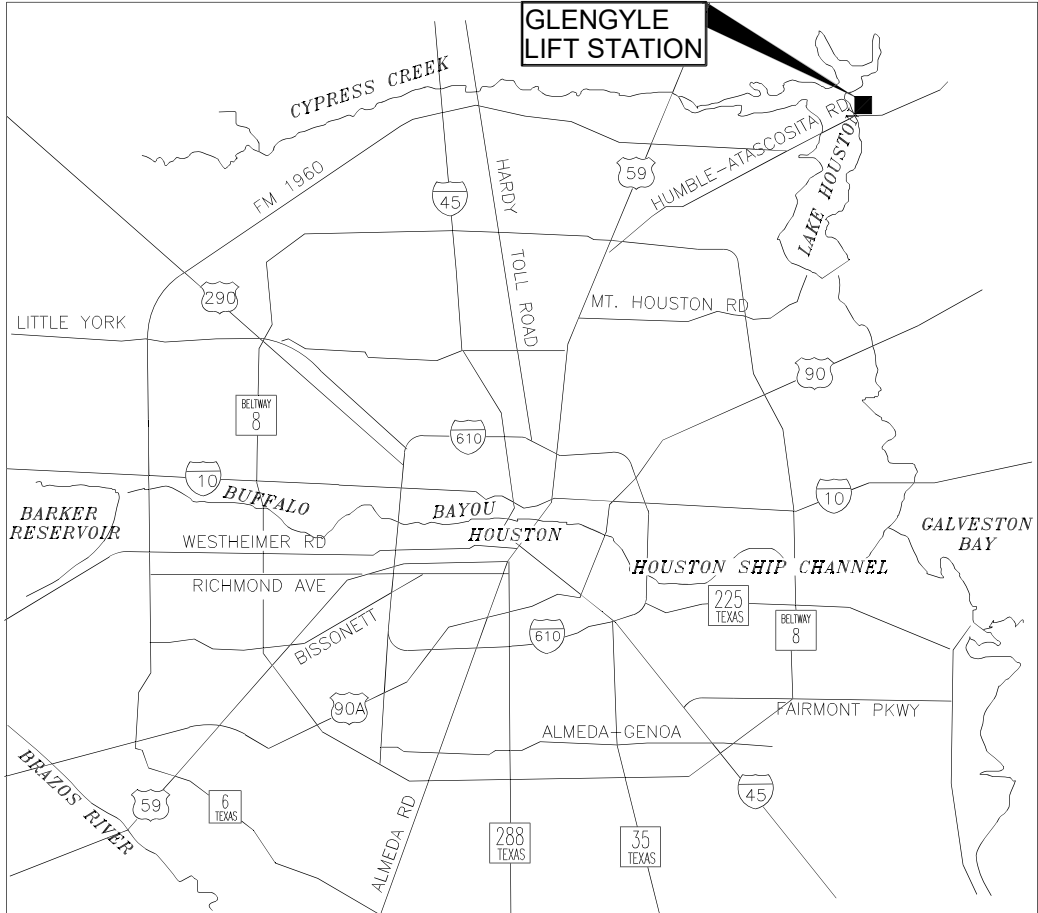 GLENGYLE
LIFT STATION
CYPRESS CREEK
HUMBLE-ATASCOSITA RD
LAKE HOUSTON
FM 1960
HARDY
TOLL ROAD
59
45
290
MT. HOUSTON RD
LITTLE YORK
90
BELTWAY
8
610
10
BUFFALO
BAYOU
10
BARKER
RESERVOIR
HOUSTON
GALVESTON
BAY
WESTHEIMER RD
HOUSTON SHIP CHANNEL
RICHMOND AVE
225
TEXAS
BELTWAY
8
BISSONETT
610
90A
FAIRMONT PKWY
ALMEDA-GENOA
BRAZOS RIVER
59
6
TEXAS
ALMEDA RD
45
288
TEXAS
35
TEXAS